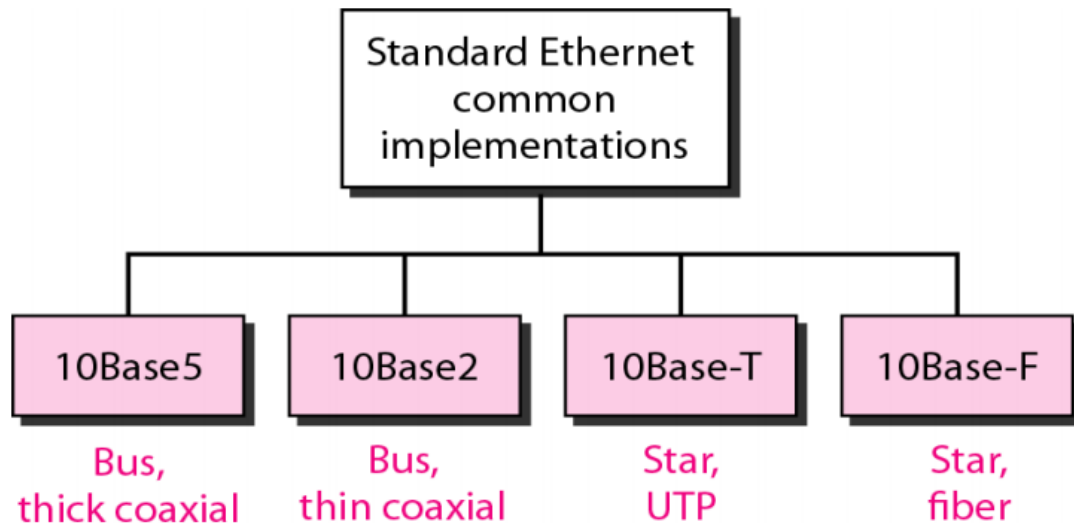 Standard Ethernet
common
implementations
10Base5
10Base2
10Base-T
10Base-F
Bus,
thick coaxial
Bus,
thin coaxial
Star,
UTP
Star,
fiber